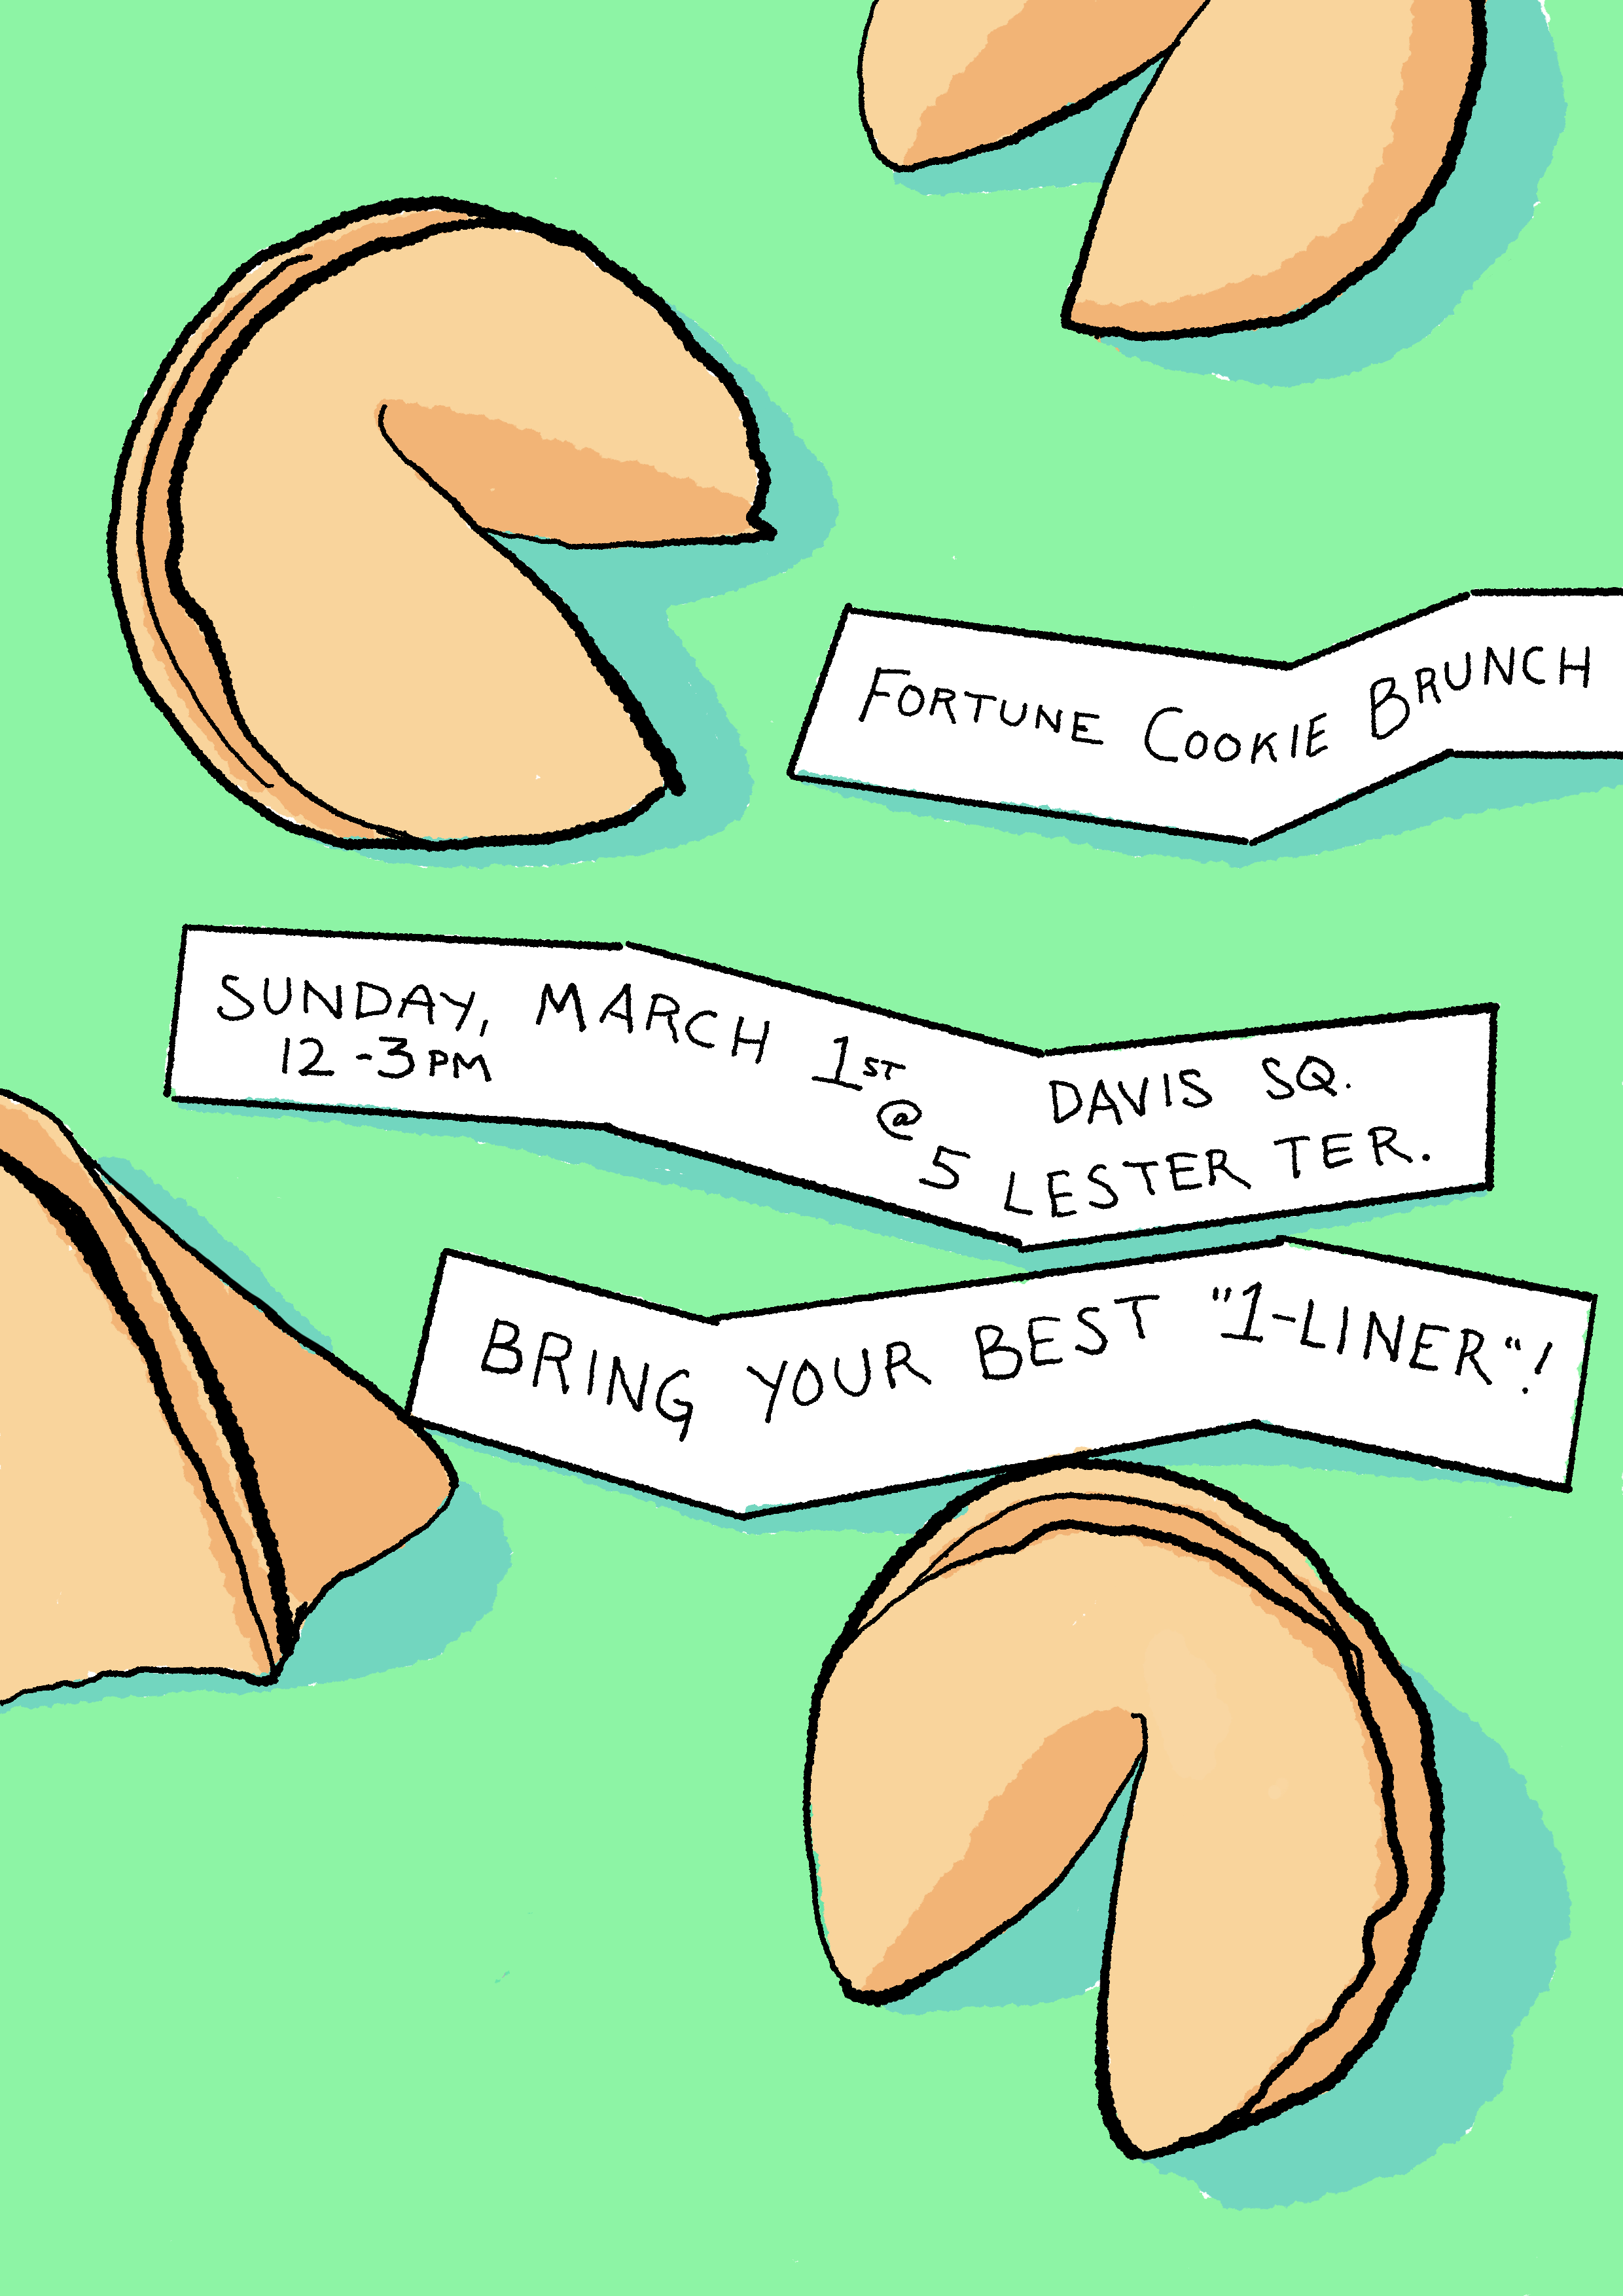 FORTUNE COOKIE BRUNCH
SUNDAY, MARCH 1ST
12-3PM
@
DAVIS SQ.
5 LESTER TER.
BRING YOUR BEST "1-LINER"!